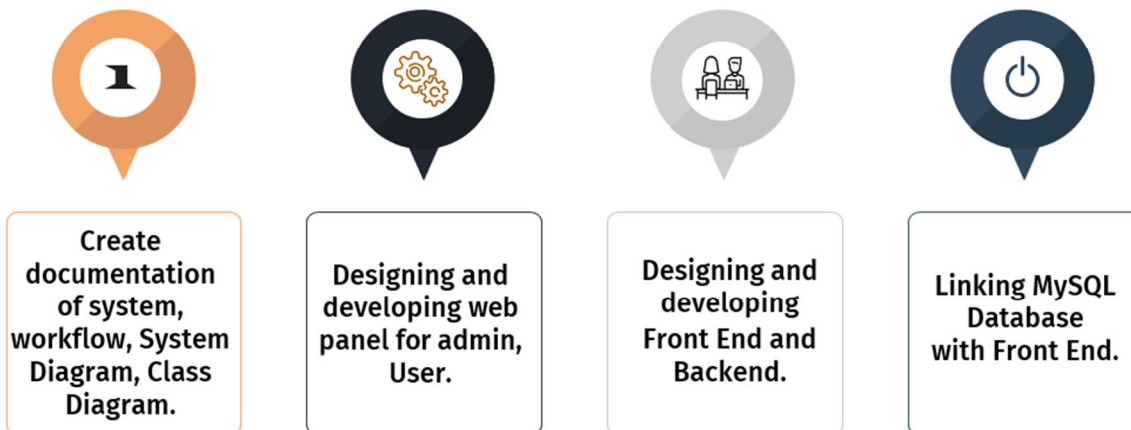 1
Create
documentation
of system,
workflow, System
Diagram, Class
Diagram.
Designing and
developing web
panel for admin,
User.
Designing and
developing
Front End and
Backend.
Linking MySQL
Database
with Front End.